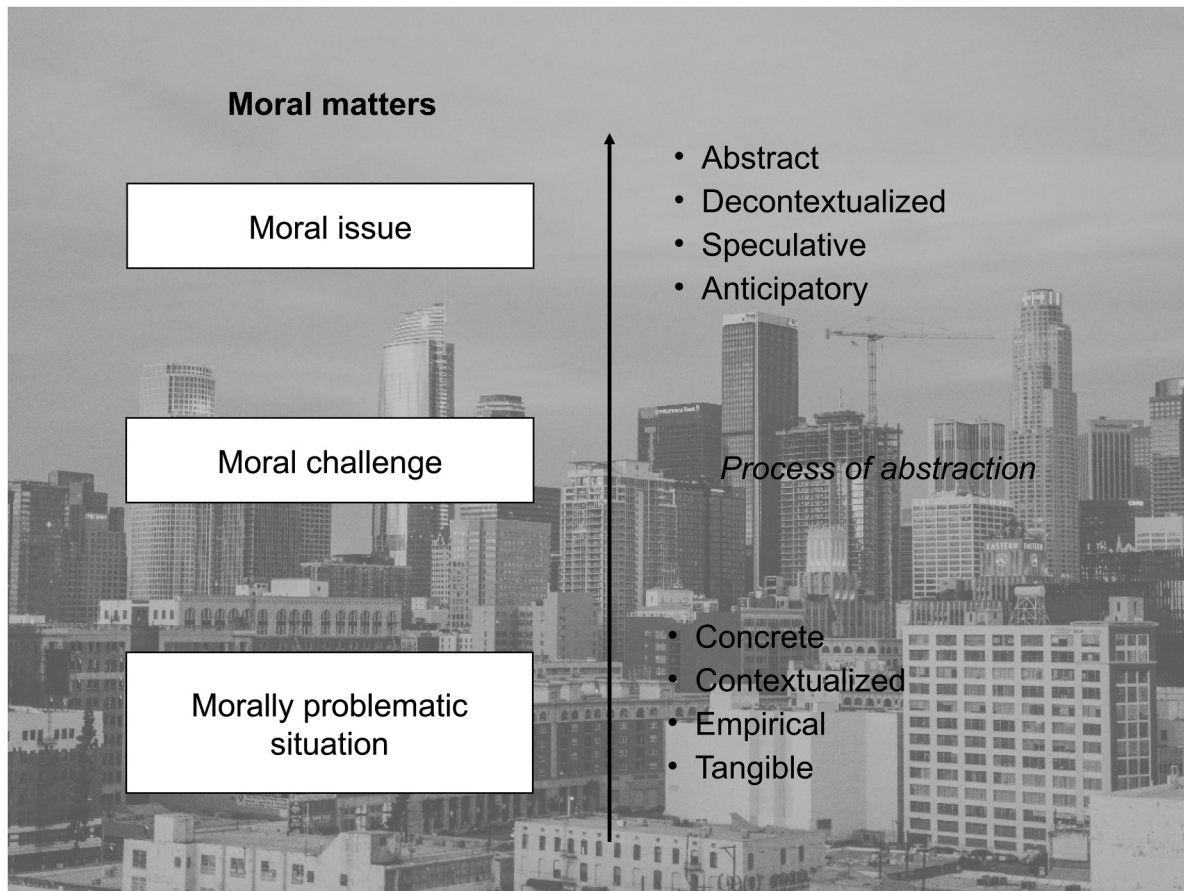 Moral matters
Moral issue
• Abstract
• Decontextualized
• Speculative
• Anticipatory
Moral challenge
Process of abstraction
Morally problematic
situation
• Concrete
• Contextualized
• Empirical
• Tangible
EASTERN